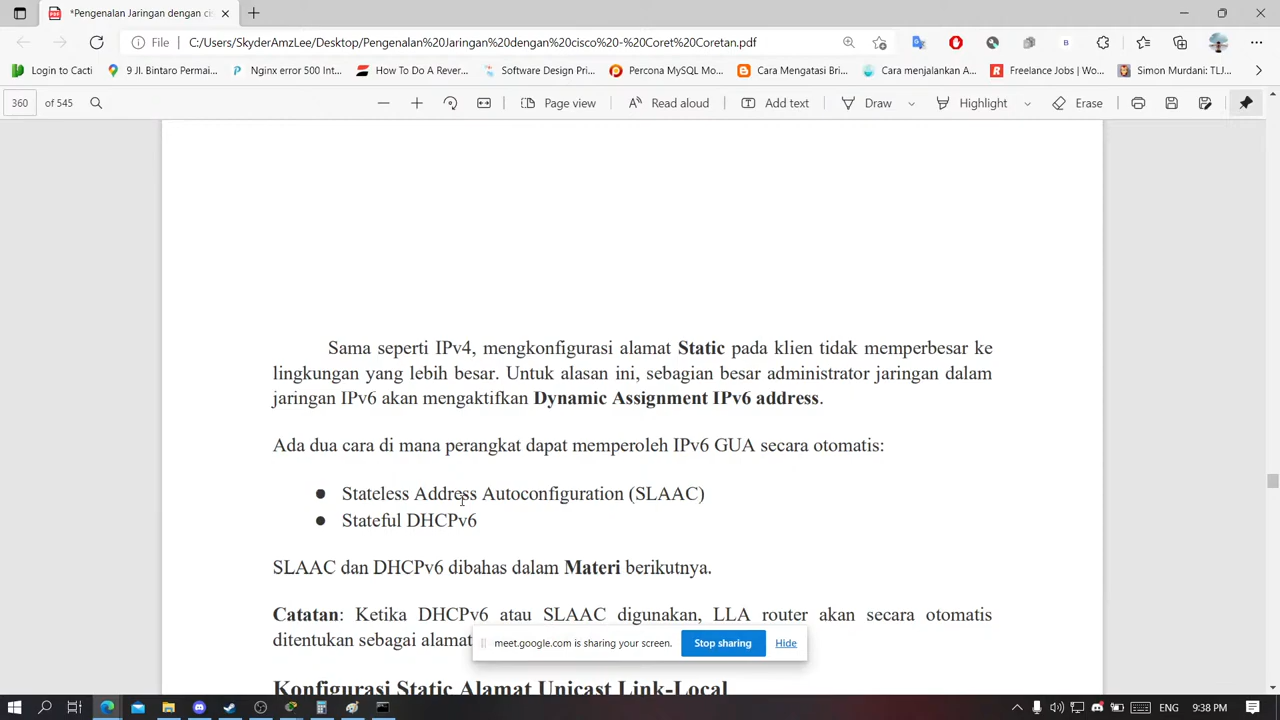 *Pengenalan Jaringan dengan cis
File
C:/Users/SkyderAmzLee/Desktop/Pengenalan%20Jaringan%20dengan%20cisco%20-%20Coret%20Coretan.pdf
Login to Cacti
9 Jl. Bintaro Permai...
Nginx error 500 Int...
How To Do A Rever...
Software Design Pri...
Percona MySQL Mo...
Cara Mengatasi Bri...
Cara menjalankan A...
Freelance Jobs | Wo...
Simon Murdani: TLJ...
360 of 545
Page view
Read aloud
Add text
Draw
Highlight
Erase
Sama seperti IPv4, mengkonfigurasi alamat Static pada klien tidak memperbesar ke
lingkungan yang lebih besar. Untuk alasan ini, sebagian besar administrator jaringan dalam
jaringan IPv6 akan mengaktifkan Dynamic Assignment IPv6 address.
Ada dua cara di mana perangkat dapat memperoleh IPv6 GUA secara otomatis:
● Stateless Address Autoconfiguration (SLAAC)
● Stateful DHCPv6
SLAAC dan DHCPv6 dibahas dalam Materi berikutnya.
Catatan: Ketika DHCPv6 atau SLAAC digunakan, LLA router akan secara otomatis
ditentukan sebagai alamat
meet.google.com is sharing your screen.
Stop sharing
Hide
Konfigurasi Static Alamat Unicast Link-Local
ENG
9:38 PM